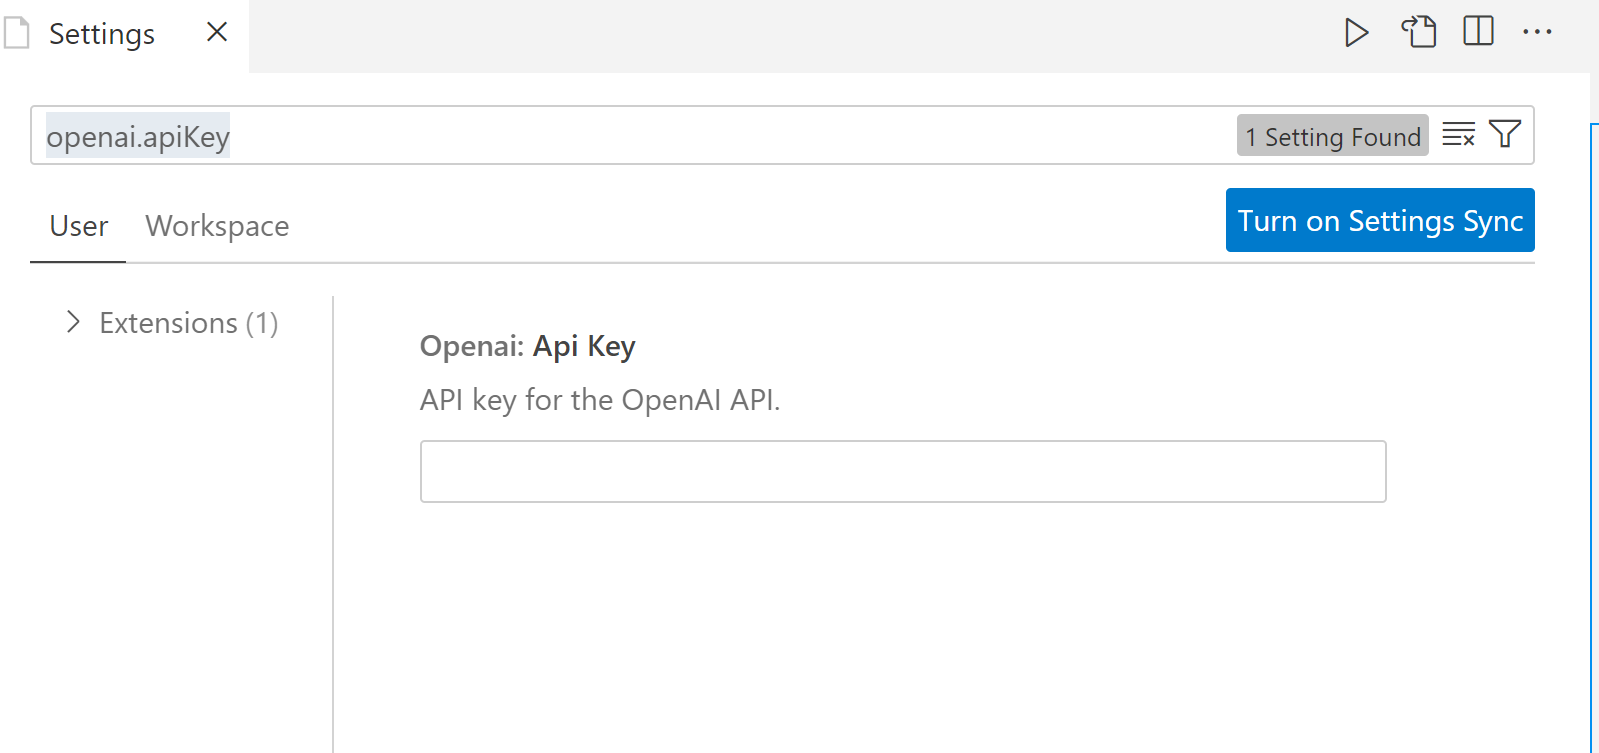 Settings
openai.apiKey
1 Setting Found
User Workspace
Turn on Settings Sync
Extensions (1)
Openai: Api Key
API key for the OpenAI API.